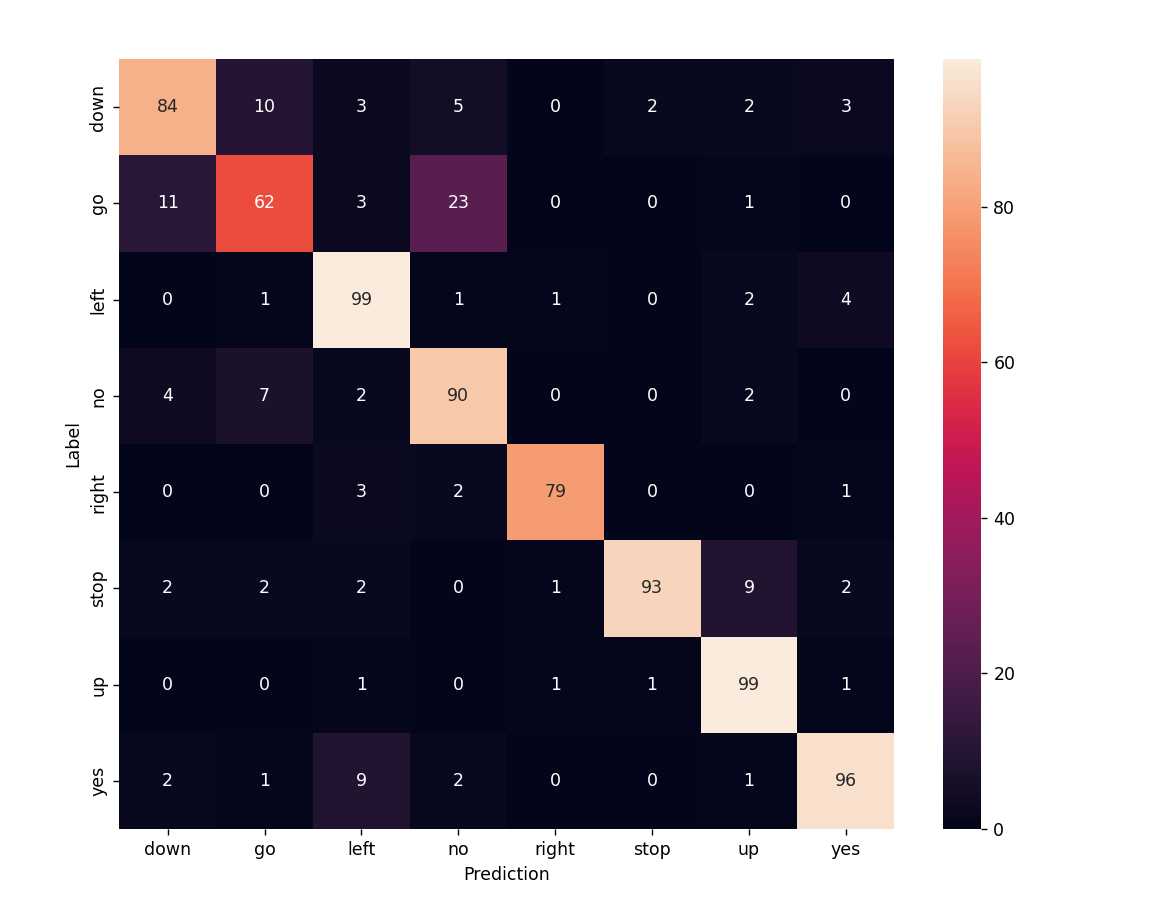 down 84 10 3 5 0 2 2 3
go 11 62 3 23 0 0 1 0
left 0 1 99 1 1 0 2 4
no 4 7 2 90 0 0 2 0
right 0 0 3 2 79 0 0 1
stop 2 2 2 0 1 93 9 2
up 0 0 1 0 1 1 99 1
yes 2 1 9 2 0 0 1 96
Label
down go left no right stop up yes
Prediction
80
60
40
20
0